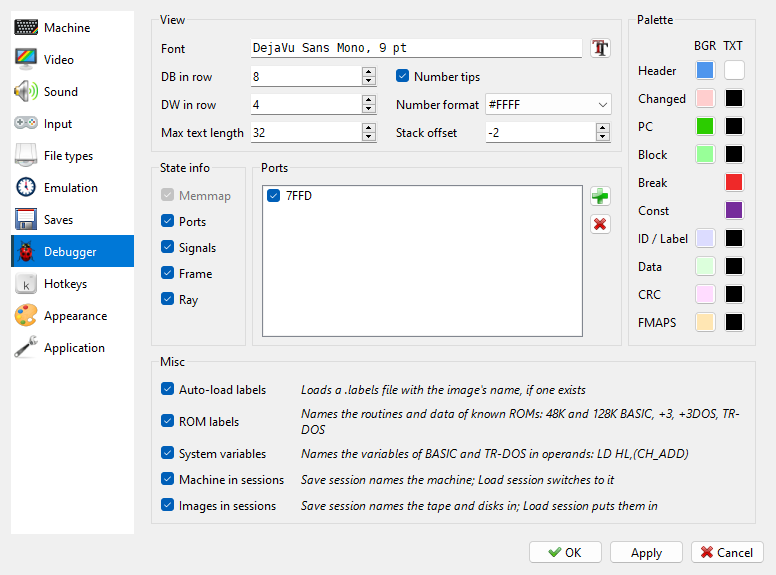 Machine
Video
Sound
Input
File types
Emulation
Saves
Debugger
k
Hotkeys
Appearance
Application
View
Font
DejaVu Sans Mono, 9 pt
T
DB in row
8
Number tips
DW in row
4
Number format
#FFFF
Max text length
32
Stack offset
-2
State info
Memmap
Ports
Signals
Frame
Ray
Ports
7FFD
Palette
BGR TXT
Header
Changed
PC
Block
Break
Const
ID / Label
Data
CRC
FMAPS
Misc
Auto-load labels
Loads a .labels file with the image's name, if one exists
ROM labels
Names the routines and data of known ROMs: 48K and 128K BASIC, +3, +3DOS, TR-
DOS
System variables
Names the variables of BASIC and TR-DOS in operands: LD HL,(CH_ADD)
Machine in sessions
Save session names the machine; Load session switches to it
Images in sessions
Save session names the tape and disks in; Load session puts them in
OK
Apply
Cancel